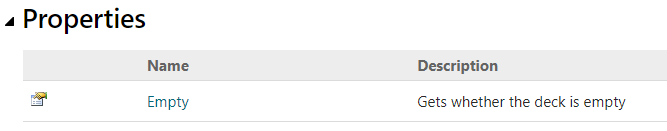 Properties
Name Description
Empty Gets whether the deck is empty